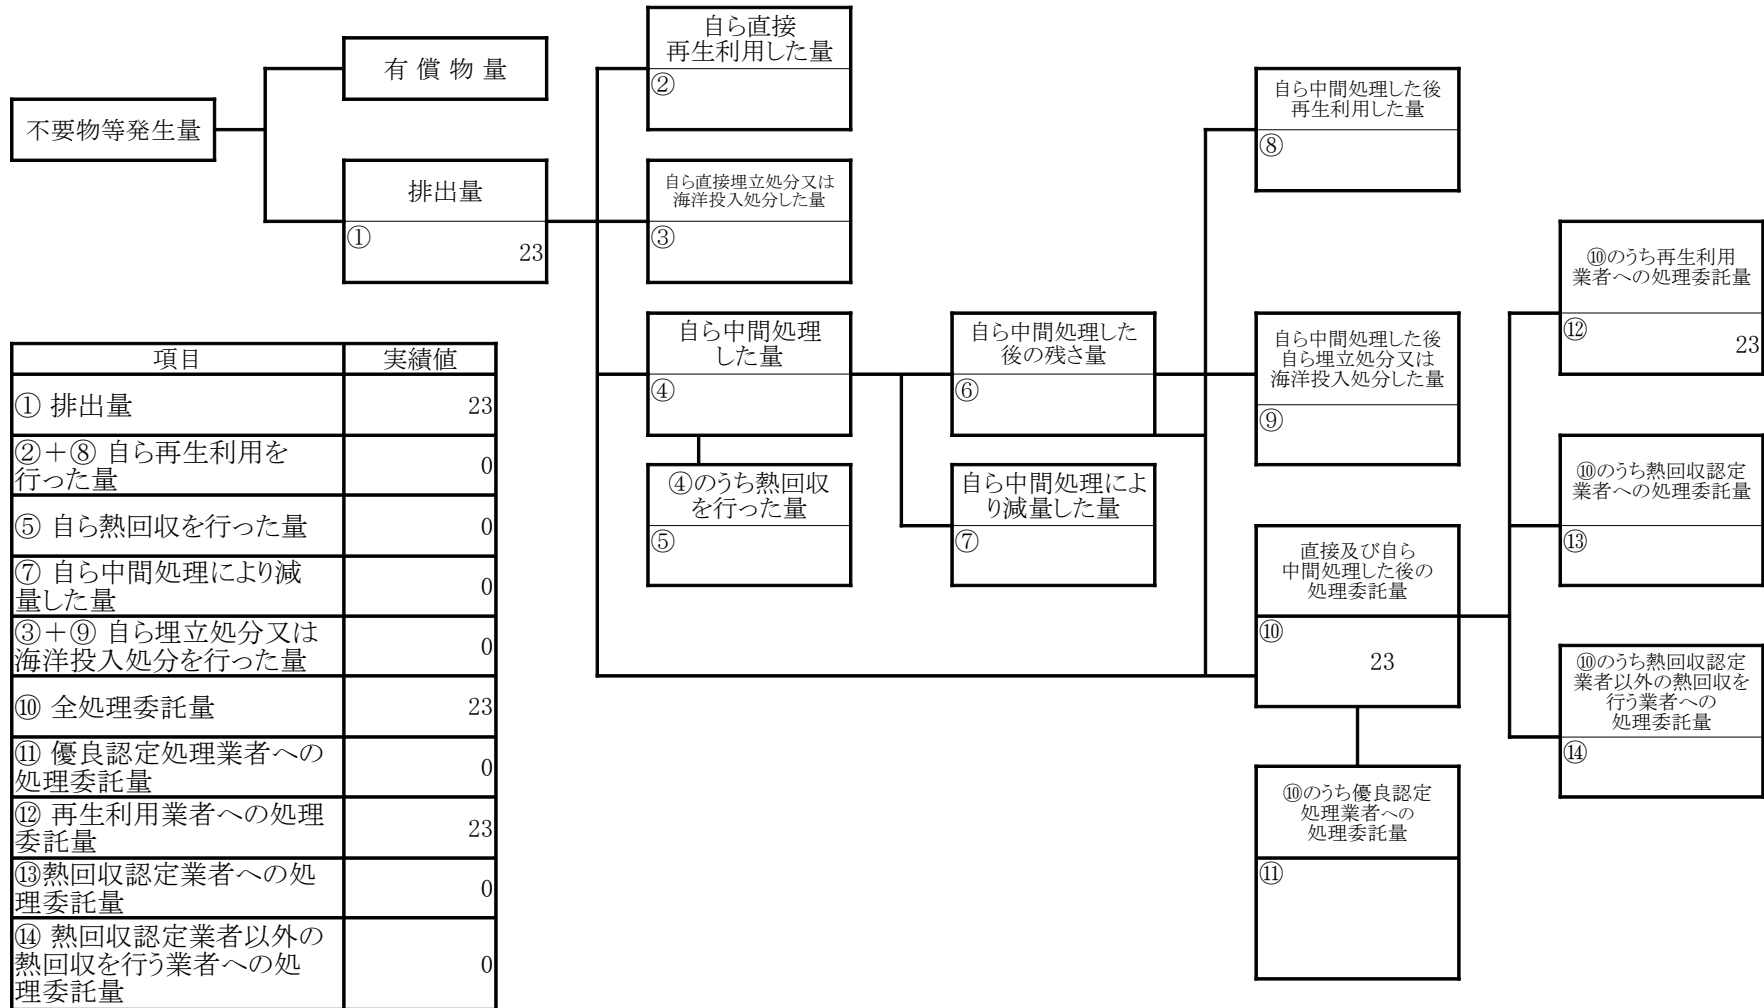 不要物等発生量
有償物量
排出量
①
23
自ら直接
再生利用した量
②
自ら直接埋立処分又は
海洋投入処分した量
③
自ら中間処理
した量
④
④のうち熱回収
を行った量
⑤
自ら中間処理した
後の残さ量
⑥
自ら中間処理によ
り減量した量
⑦
自ら中間処理した後
再生利用した量
⑧
自ら中間処理した後
自ら埋立処分又は
海洋投入処分した量
⑨
直接及び自ら
中間処理した後の
処理委託量
⑩
23
⑩のうち優良認定
処理業者への
処理委託量
⑪
⑩のうち再生利用
業者への処理委託量
⑫
23
⑩のうち熱回収認定
業者への処理委託量
⑬
⑩のうち熱回収認定
業者以外の熱回収を
行う業者への
処理委託量
⑭
項目 実績値
① 排出量 23
②＋⑧ 自ら再生利用を
行った量 0
⑤ 自ら熱回収を行った量 0
⑦ 自ら中間処理により減
量した量 0
③＋⑨ 自ら埋立処分又は
海洋投入処分を行った量 0
⑩ 全処理委託量 23
⑪ 優良認定処理業者への
処理委託量 0
⑫ 再生利用業者への処理
委託量 23
⑬熱回収認定業者への処
理委託量 0
⑭ 熱回収認定業者以外の
熱回収を行う業者への処
理委託量 0